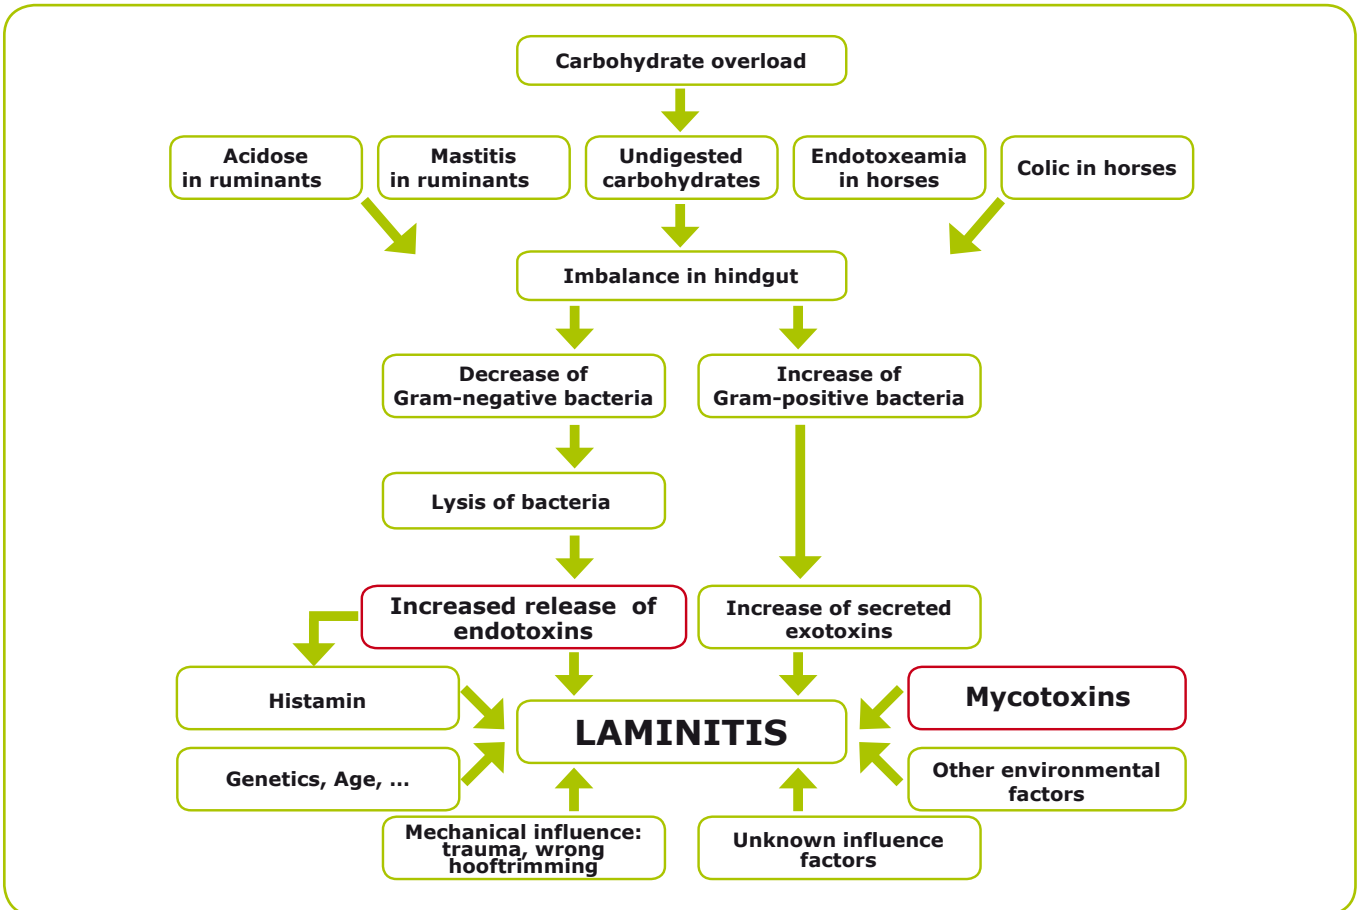 Carbohydrate overload
Acidose
in ruminants
Mastitis
in ruminants
Undigested
carbohydrates
Endotoxeamia
in horses
Colic in horses
Imbalance in hindgut
Decrease of
Gram-negative bacteria
Increase of
Gram-positive bacteria
Lysis of bacteria
Increased release of
endotoxins
Increase of secreted
exotoxins
Histamin
LAMINITIS
Mycotoxins
Genetics, Age, ...
Other environmental
factors
Mechanical influence:
trauma, wrong
hooftrimming
Unknown influence
factors